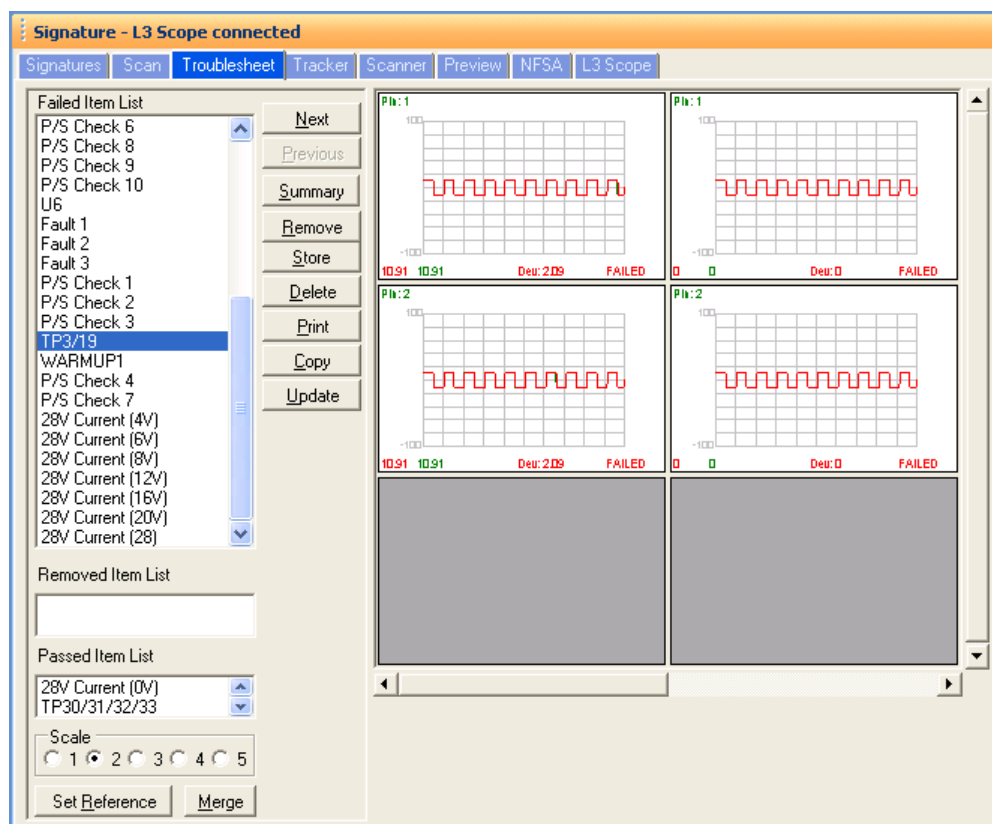 Signature - L3 Scope connected
Signatures Scan Troublesheet Tracker Scanner Preview NFSA L3 Scope
Failed Item List
P/S Check 6
P/S Check 8
P/S Check 9
P/S Check 10
U6
Fault 1
Fault 2
Fault 3
P/S Check 1
P/S Check 2
P/S Check 3
TP3/19
WARMUP1
P/S Check 4
P/S Check 7
28V Current (4V)
28V Current (6V)
28V Current (8V)
28V Current (12V)
28V Current (16V)
28V Current (20V)
28V Current (28)
Next
Previous
Summary
Remove
Store
Delete
Print
Copy
Update
Removed Item List
Passed Item List
28V Current (0V)
TP30/31/32/33
Scale
1 2 3 4 5
Set Reference Merge
Pin: 1
100
-100
10.91 10.91 Dev: 2.09 FAILED
Pin: 1
100
-100
0 0 Dev: 0 FAILED
Pin: 2
100
-100
10.91 10.91 Dev: 2.09 FAILED
Pin: 2
100
-100
0 0 Dev: 0 FAILED